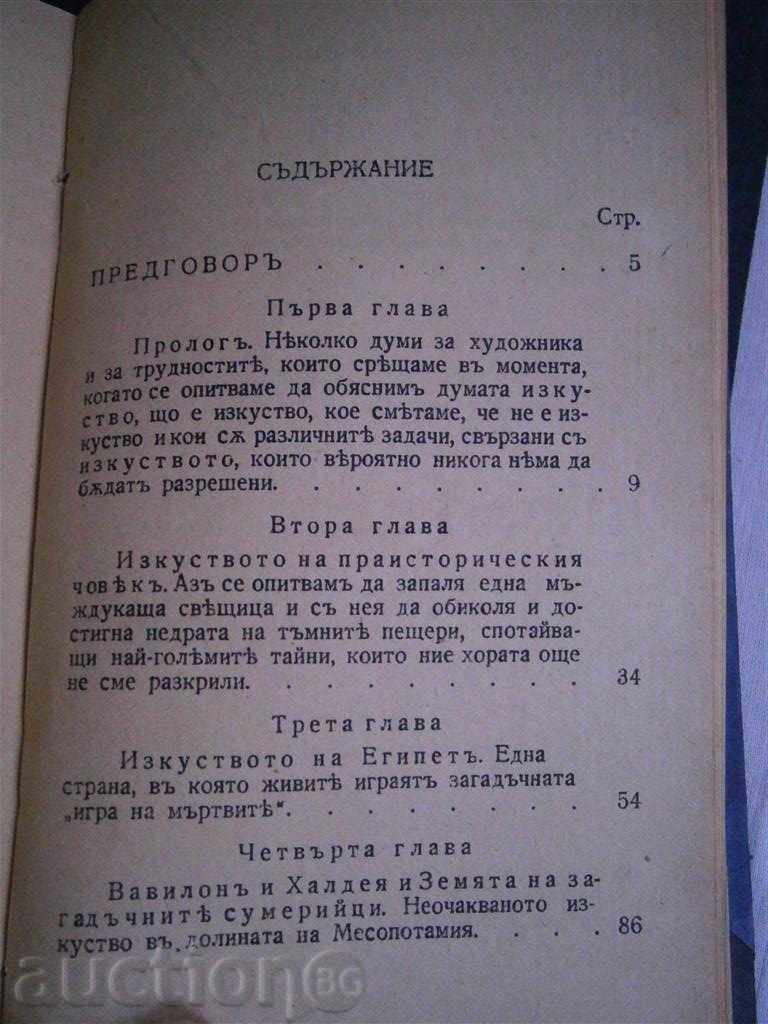 СЪДЪРЖАНИЕ
Стр.
ПРЕДГОВОРЪ . . . . . . . . 5
Първа глава
Прологъ. Нѣколко думи за художника
и за трудноститѣ, които срѣщаме въ момента,
когато се опитваме да обяснимъ думата изку-
ство, що е изкуство, кое смѣтаме, че не е из-
куство и кои сѫ различнитѣ задачи, свързани съ
изкуството, които вѣроятно никога нѣма да
бѫдатъ разрешени. . . . . . . . . 9
Втора глава
Изкуството на праисторическия
човѣкъ. Азъ се опитвамъ да запаля една мъ-
ждукаща свѣщица и съ нея да обиколя и до-
стигна недрата на тъмнитѣ пещери, спотайва-
щи най-голѣмитѣ тайни, които ние хората още
не сме разкрили. . . . . . . . . 34
Трета глава
Изкуството на Египетъ. Една
страна, въ която живитѣ играятъ загадъчната
„игра на мъртвитѣ“. . . . . . . . 54
Четвърта глава
Вавилонъ и Халдея и Земята на за-
гадъчнитѣ сумерийци. Неочакваното из-
куство въ долината на Месопотамия. . . . 86
auction BG